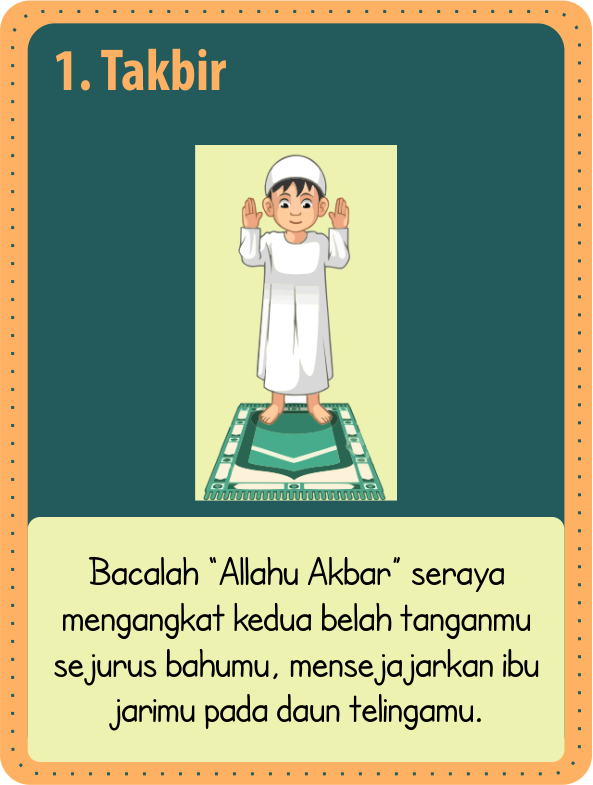 1. Takbir
Bacalah “Allahu Akbar” seraya
mengangkat kedua belah tanganmu
sejurus bahumu, mensejajarkan ibu
jarimu pada daun telingamu.